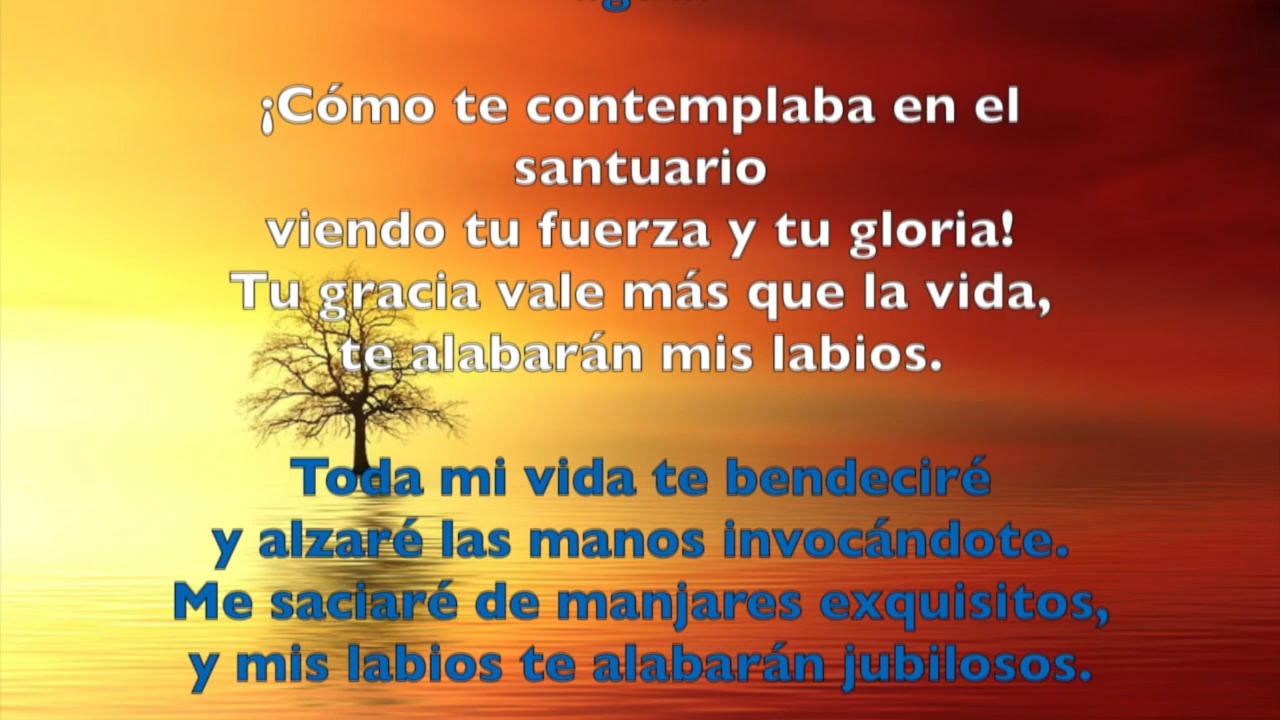 ¡Cómo te contemplaba en el
santuario
viendo tu fuerza y tu gloria!
Tu gracia vale más que la vida,
te alabarán mis labios.
Toda mi vida te bendeciré
y alzaré las manos invocándote.
Me saciaré de manjares exquisitos,
y mis labios te alabarán jubilosos.